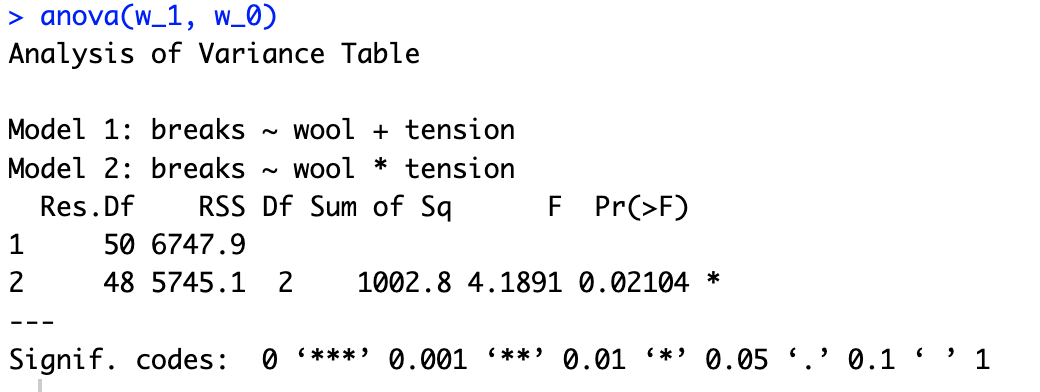 > anova(w_1, w_0)
Analysis of Variance Table

Model 1: breaks ~ wool + tension
Model 2: breaks ~ wool * tension
  Res.Df    RSS Df Sum of Sq      F  Pr(>F)
1     50 6747.9
2     48 5745.1  2    1002.8 4.1891 0.02104 *
---
Signif. codes:  0 ‘***’ 0.001 ‘**’ 0.01 ‘*’ 0.05 ‘.’ 0.1 ‘ ’ 1